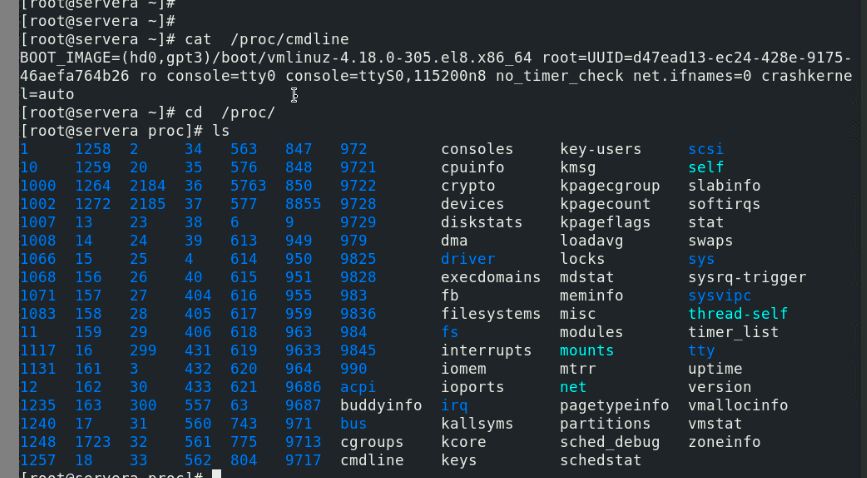 [root@servera ~]#
[root@servera ~]#
[root@servera ~]# cat  /proc/cmdline
BOOT_IMAGE=(hd0,gpt3)/boot/vmlinuz-4.18.0-305.el8.x86_64 root=UUID=d47ead13-ec24-428e-9175-
46aefa764b26 ro console=tty0 console=ttyS0,115200n8 no_timer_check net.ifnames=0 crashkerne
l=auto
[root@servera ~]# cd  /proc/
[root@servera proc]# ls
1     1258  2     34   563   847   972        consoles     key-users     scsi
10    1259  20    35   576   848   9721       cpuinfo      kmsg          self
1000  1264  2184  36   5763  850   9722       crypto       kpagecgroup   slabinfo
1002  1272  2185  37   577   8855  9728       devices      kpagecount    softirqs
1007  13    23    38   6     9     9729       diskstats    kpageflags    stat
1008  14    24    39   613   949   979        dma          loadavg       swaps
1066  15    25    4    614   950   9825       driver       locks         sys
1068  156   26    40   615   951   9828       execdomains  mdstat        sysrq-trigger
1071  157   27    404  616   955   983        fb           meminfo       sysvipc
1083  158   28    405  617   959   9836       filesystems  misc          thread-self
11    159   29    406  618   963   984        fs           modules       timer_list
1117  16    299   431  619   9633  9845       interrupts   mounts        tty
1131  161   3     432  620   964   990        iomem        mtrr          uptime
12    162   30    433  621   9686  acpi       ioports      net           version
1235  163   300   557  63    9687  buddyinfo  irq          pagetypeinfo  vmallocinfo
1240  17    31    560  743   971   bus        kallsyms     partitions    vmstat
1248  1723  32    561  775   9713  cgroups    kcore        sched_debug   zoneinfo
1257  18    33    562  804   9717  cmdline    keys         schedstat
[root@servera proc]#